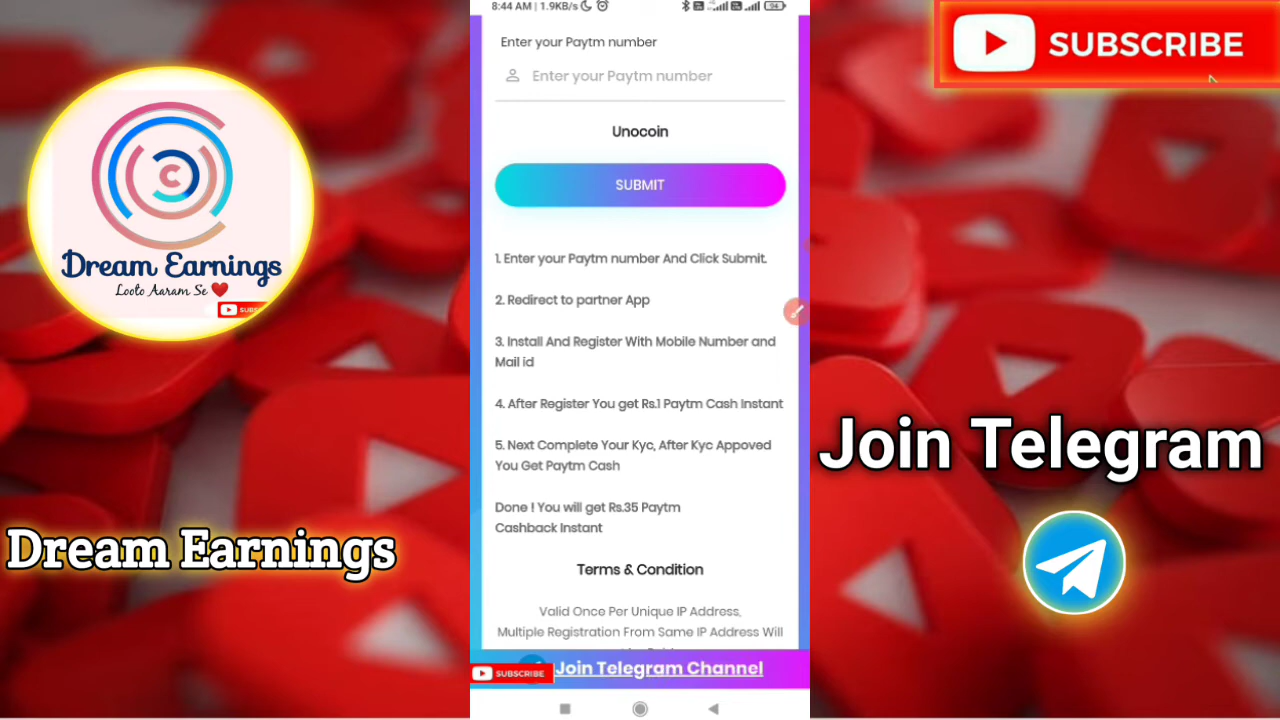 8:44 AM | 1.9KB/s
94
SUBSCRIBE
Enter your Paytm number
Enter your Paytm number
Unocoin
SUBMIT
Dream Earnings
Looto Aaram Se
1. Enter your Paytm number And Click Submit.
2. Redirect to partner App
3. Install And Register With Mobile Number and
Mail id
4. After Register You get Rs.1 Paytm Cash Instant
5. Next Complete Your Kyc, After Kyc Appoved
You Get Paytm Cash
Done ! You will get Rs.35 Paytm
Cashback Instant
Terms & Condition
Valid Once Per Unique IP Address,
Multiple Registration From Same IP Address Will
SUBSCRIBE
Join Telegram Channel
Dream Earnings
Join Telegram